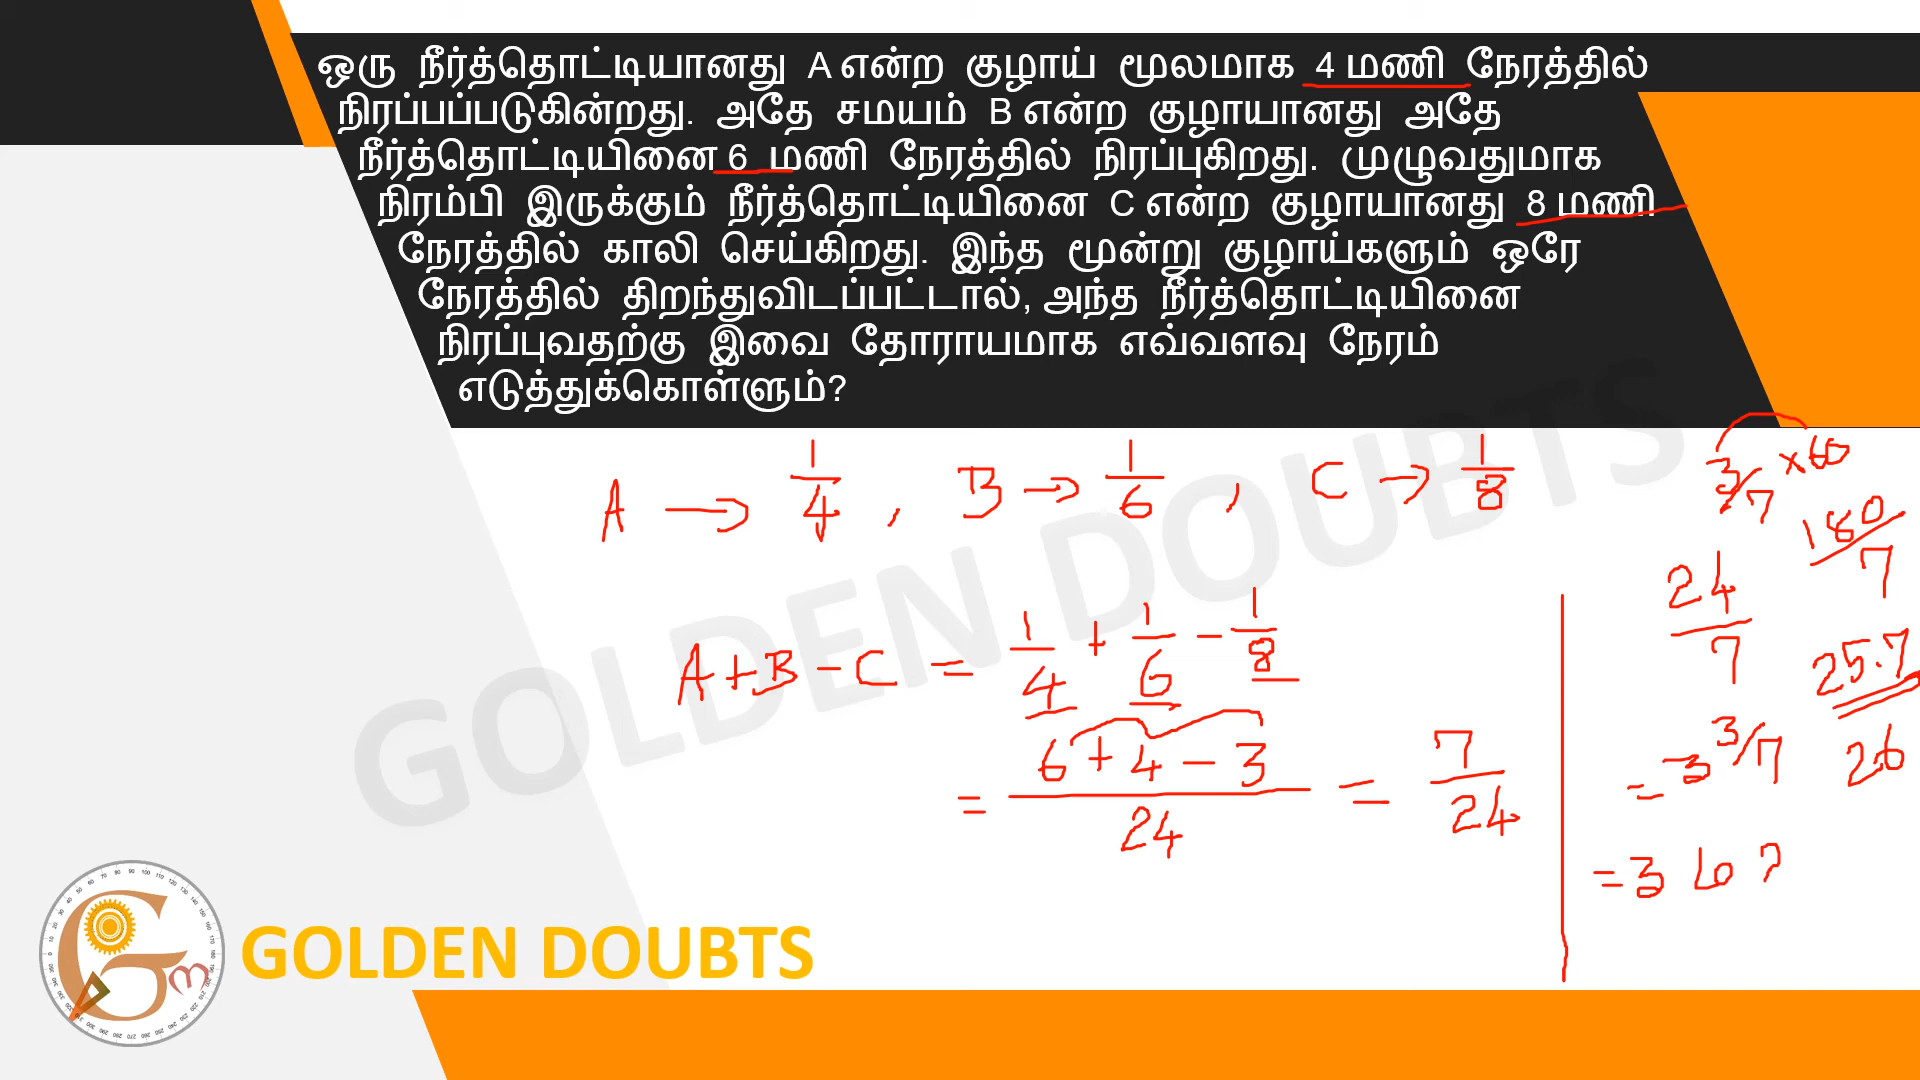 ஒரு நீர்த்தொட்டியானது A என்ற குழாய் மூலமாக 4 மணி நேரத்தில்
நிரப்பப்படுகின்றது. அதே சமயம் B என்ற குழாயானது அதே
நீர்த்தொட்டியினை 6 மணி நேரத்தில் நிரப்புகிறது. முழுவதுமாக
நிரம்பி இருக்கும் நீர்த்தொட்டியினை C என்ற குழாயானது 8 மணி
நேரத்தில் காலி செய்கிறது. இந்த மூன்று குழாய்களும் ஒரே
நேரத்தில் திறந்துவிடப்பட்டால், அந்த நீர்த்தொட்டியினை
நிரப்புவதற்கு இவை தோராயமாக எவ்வளவு நேரம்
எடுத்துக்கொள்ளும்?
A → 1/4 , B → 1/6 , C → 1/8
A+B-C = 1/4 + 1/6 - 1/8
= 6+4-3/24 = 7/24
3/7 ×60
180/7
24/7
25.7
= 3 3/7
26
= 3
GOLDEN DOUBTS
GOLDEN DOUBTS